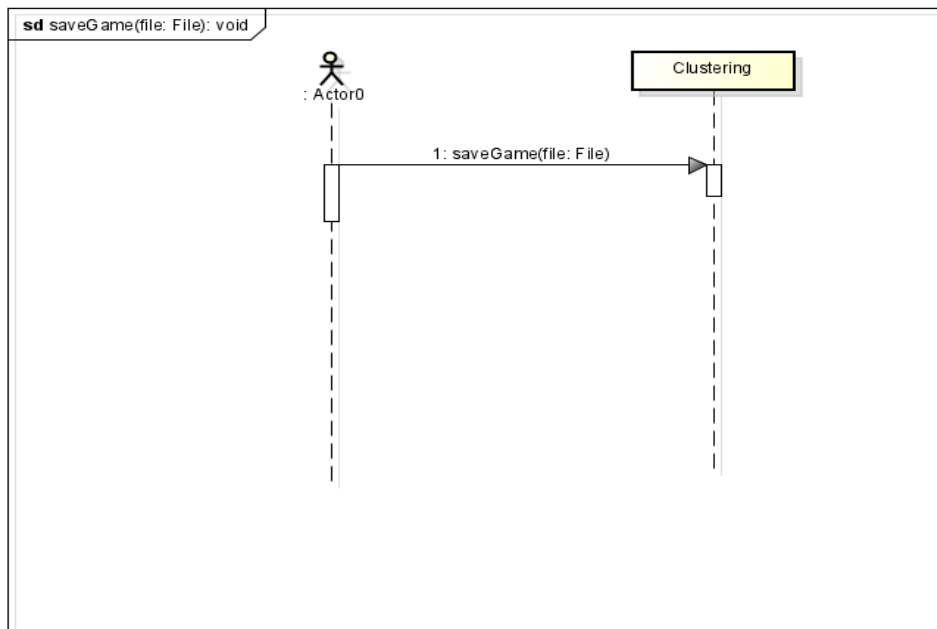 sd saveGame(file: File): void
: Actor0
Clustering
1: saveGame(file: File)